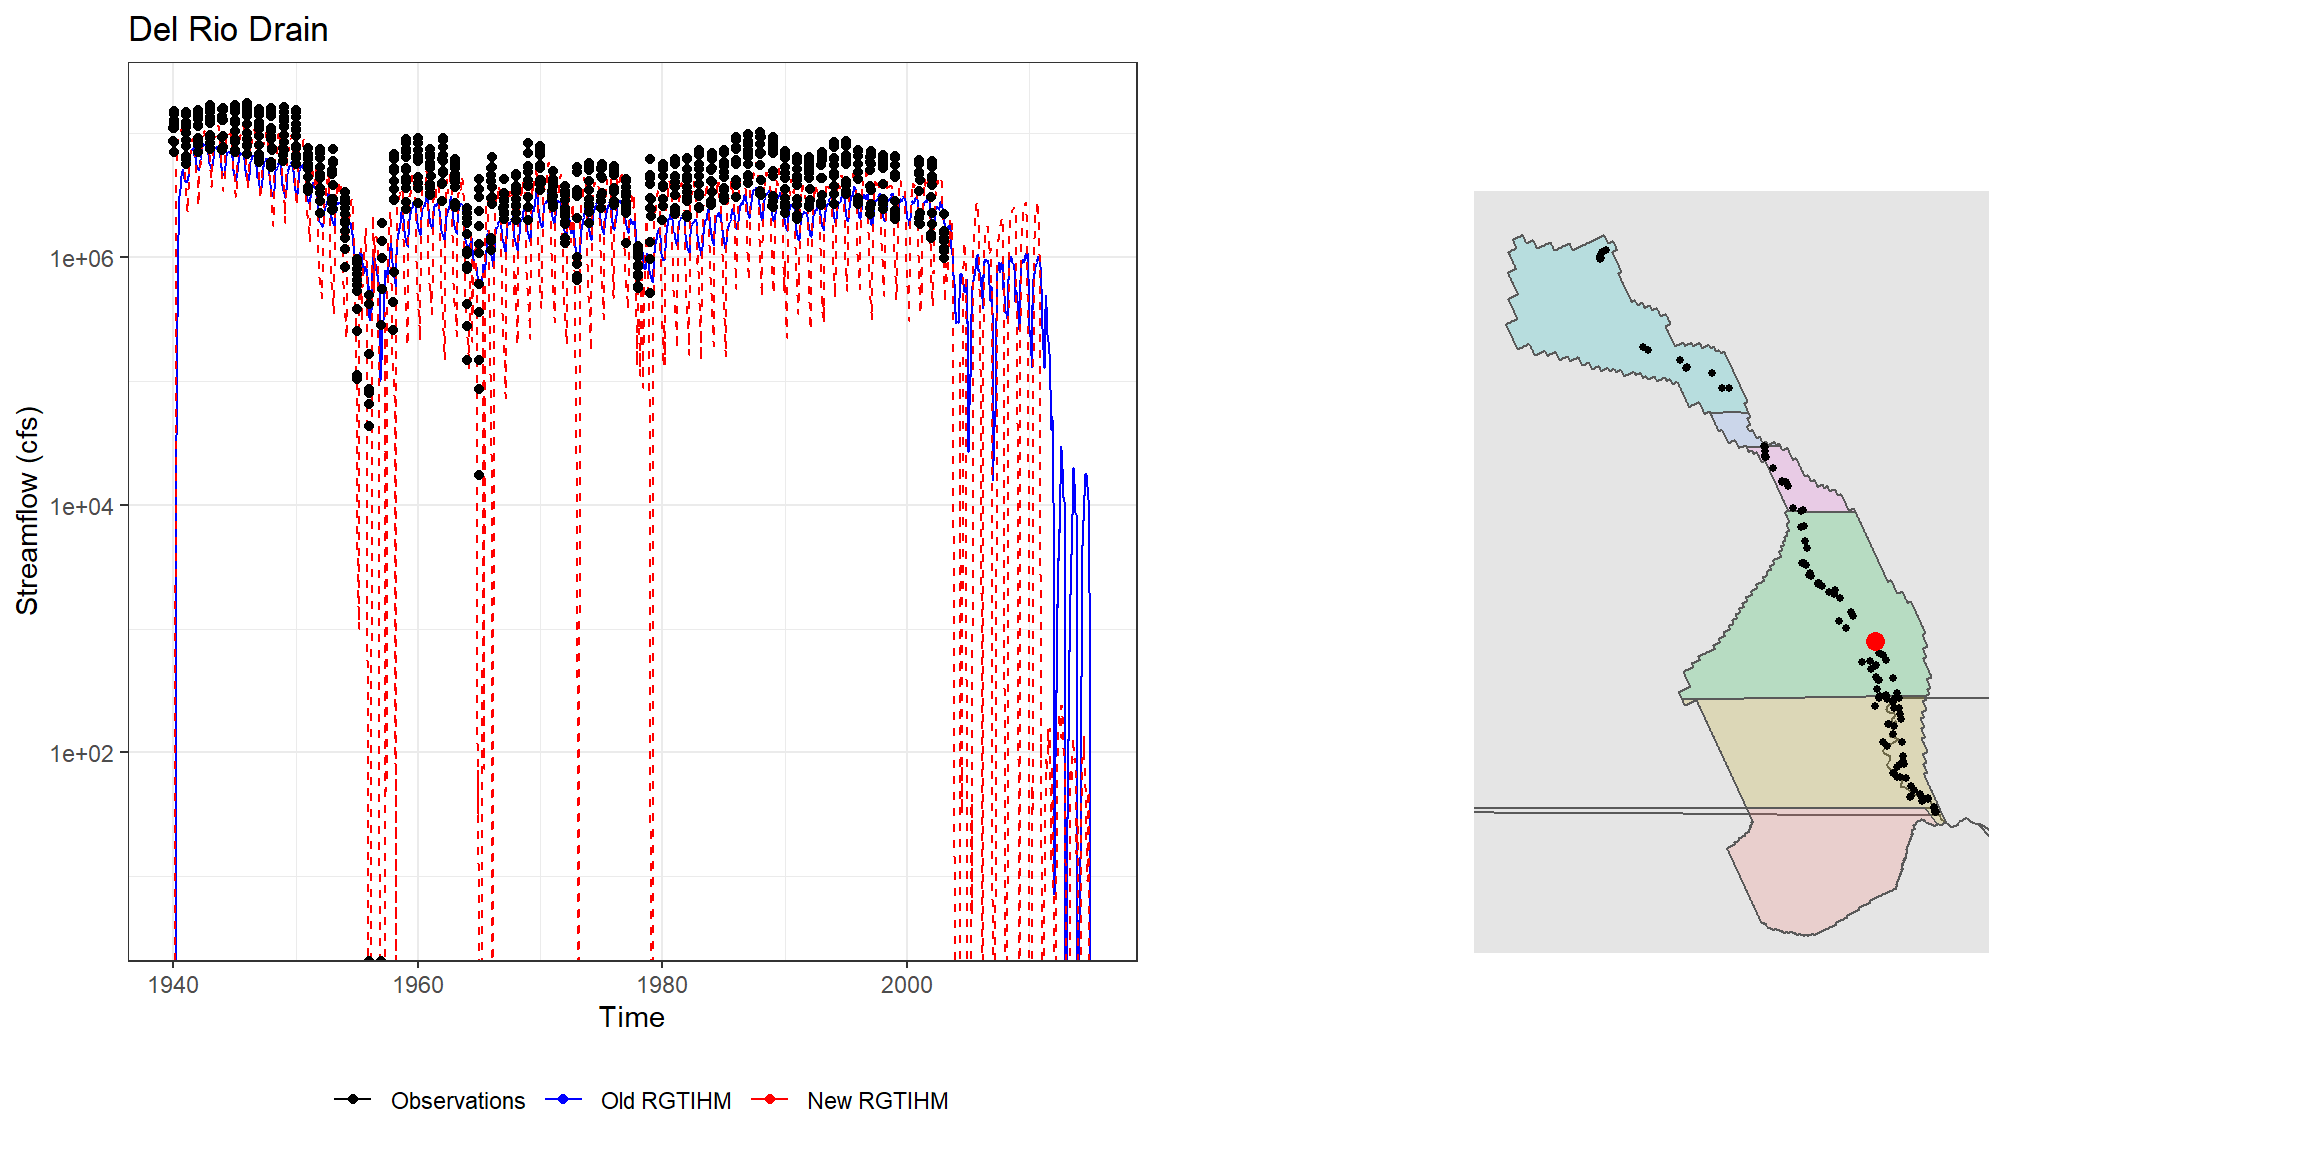 Del Rio Drain
Streamflow (cfs)
1e+06
1e+04
1e+02
1940 1960 1980 2000
Time
Observations Old RGTIHM New RGTIHM